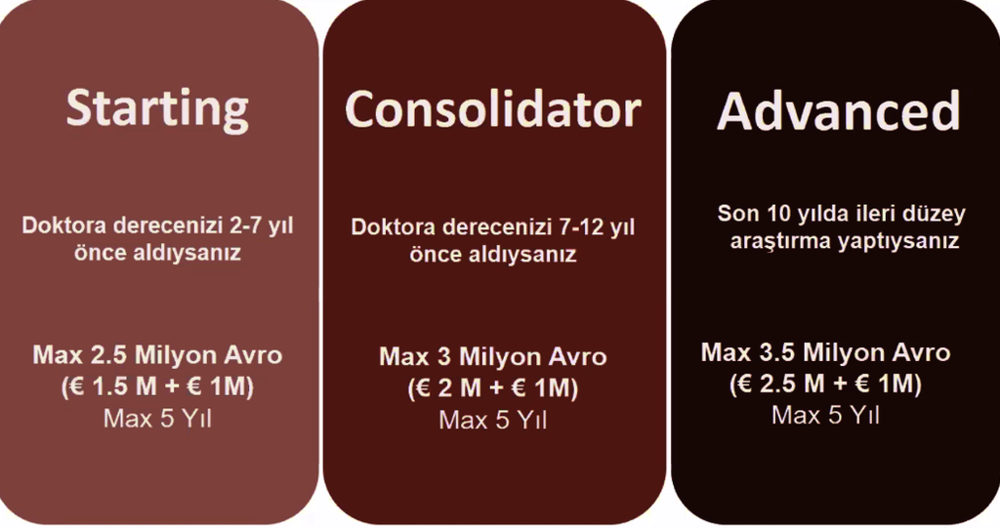 Starting
Doktora derecenizi 2-7 yıl
önce aldıysanız
Max 2.5 Milyon Avro
(€ 1.5 M + € 1M)
Max 5 Yıl
Consolidator
Doktora derecenizi 7-12 yıl
önce aldıysanız
Max 3 Milyon Avro
(€ 2 M + € 1M)
Max 5 Yıl
Advanced
Son 10 yılda ileri düzey
araştırma yaptıysanız
Max 3.5 Milyon Avro
(€ 2.5 M + € 1M)
Max 5 Yıl